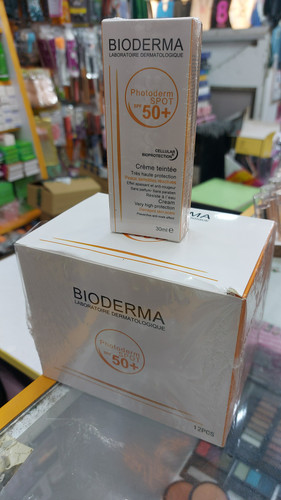 BIODERMA
LABORATOIRE DERMATOLOGIQUE
Photoderm
SPOT
SPF 50+
CELLULAR
BIOPROTECTION
Crème teintée
Très haute protection
Cream
Very high protection
30ml e
BIODERMA
LABORATOIRE DERMATOLOGIQUE
Photoderm
SPOT
SPF 50+
12PCS